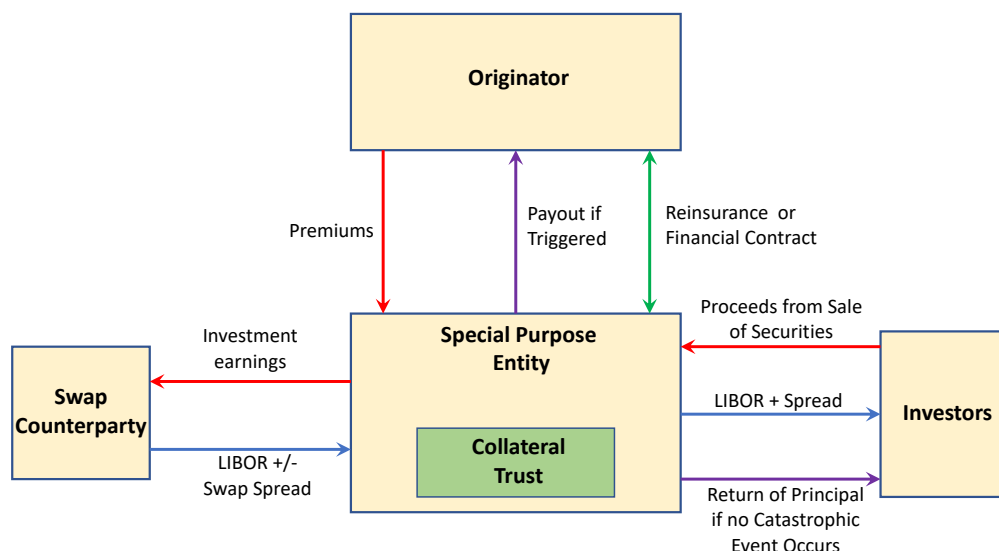 Originator
Premiums
Payout if
Triggered
Reinsurance or
Financial Contract
Investment
earnings
Special Purpose
Entity
Proceeds from Sale
of Securities
Swap
Counterparty
LIBOR + Spread
Investors
LIBOR +/-
Swap Spread
Collateral
Trust
Return of Principal
if no Catastrophic
Event Occurs